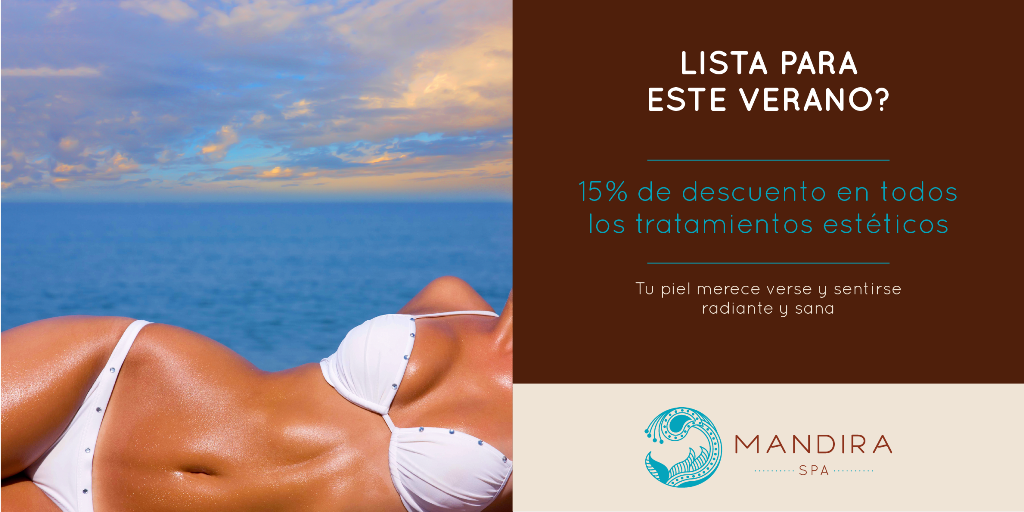 LISTA PARA
ESTE VERANO?
15% de descuento en todos
los tratamientos estéticos
Tu piel merece verse y sentirse
radiante y sana
MANDIRA
SPA